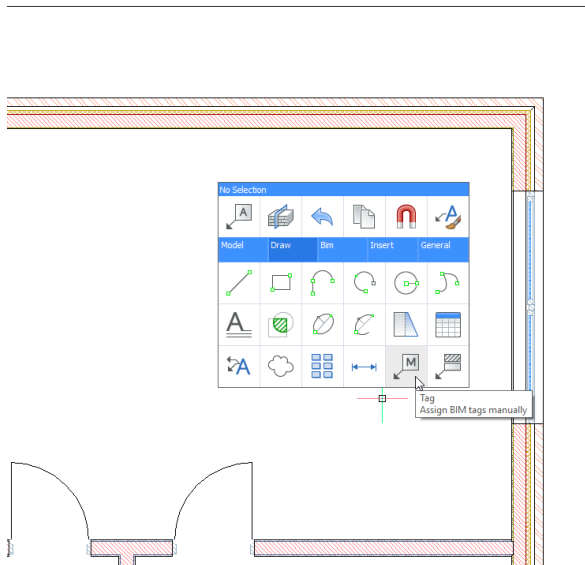 No Selection
A
A
Model Draw Bim Insert General
A
A M
Tag
Assign BIM tags manually